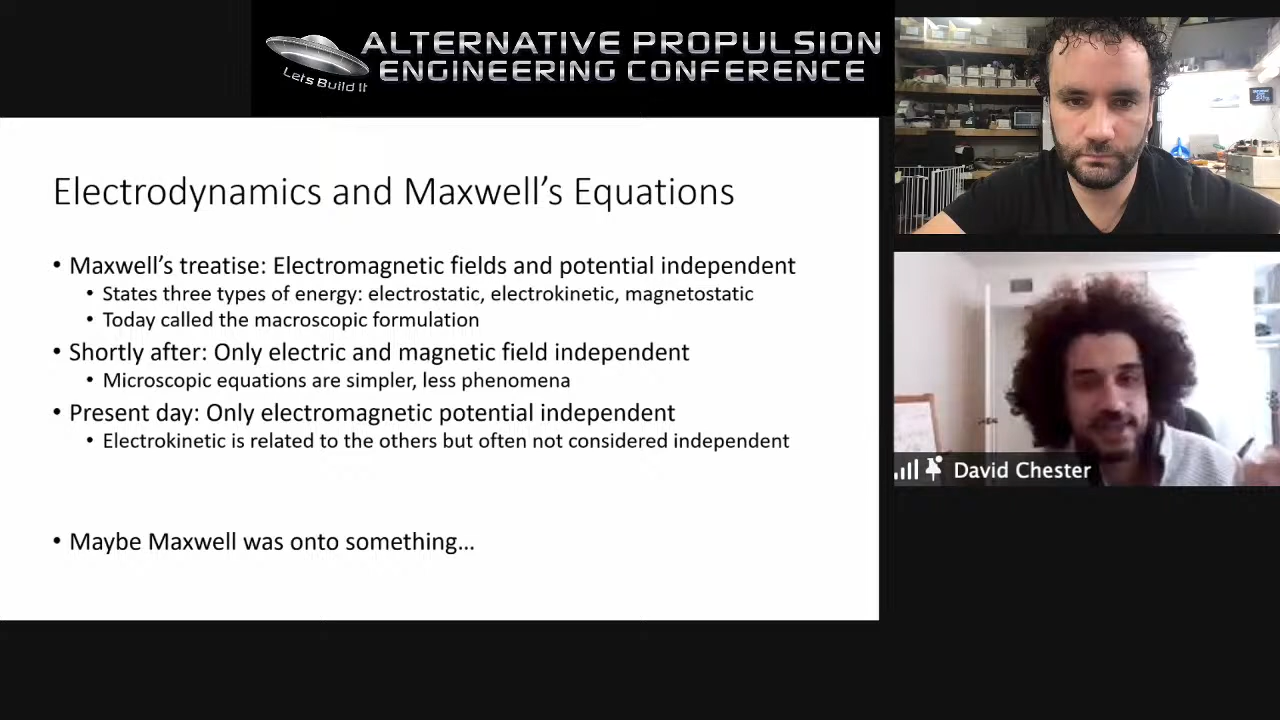 ALTERNATIVE PROPULSION
ENGINEERING CONFERENCE
Lets Build It
Electrodynamics and Maxwell’s Equations
• Maxwell’s treatise: Electromagnetic fields and potential independent
• States three types of energy: electrostatic, electrokinetic, magnetostatic
• Today called the macroscopic formulation
• Shortly after: Only electric and magnetic field independent
• Microscopic equations are simpler, less phenomena
• Present day: Only electromagnetic potential independent
• Electrokinetic is related to the others but often not considered independent
• Maybe Maxwell was onto something…
David Chester